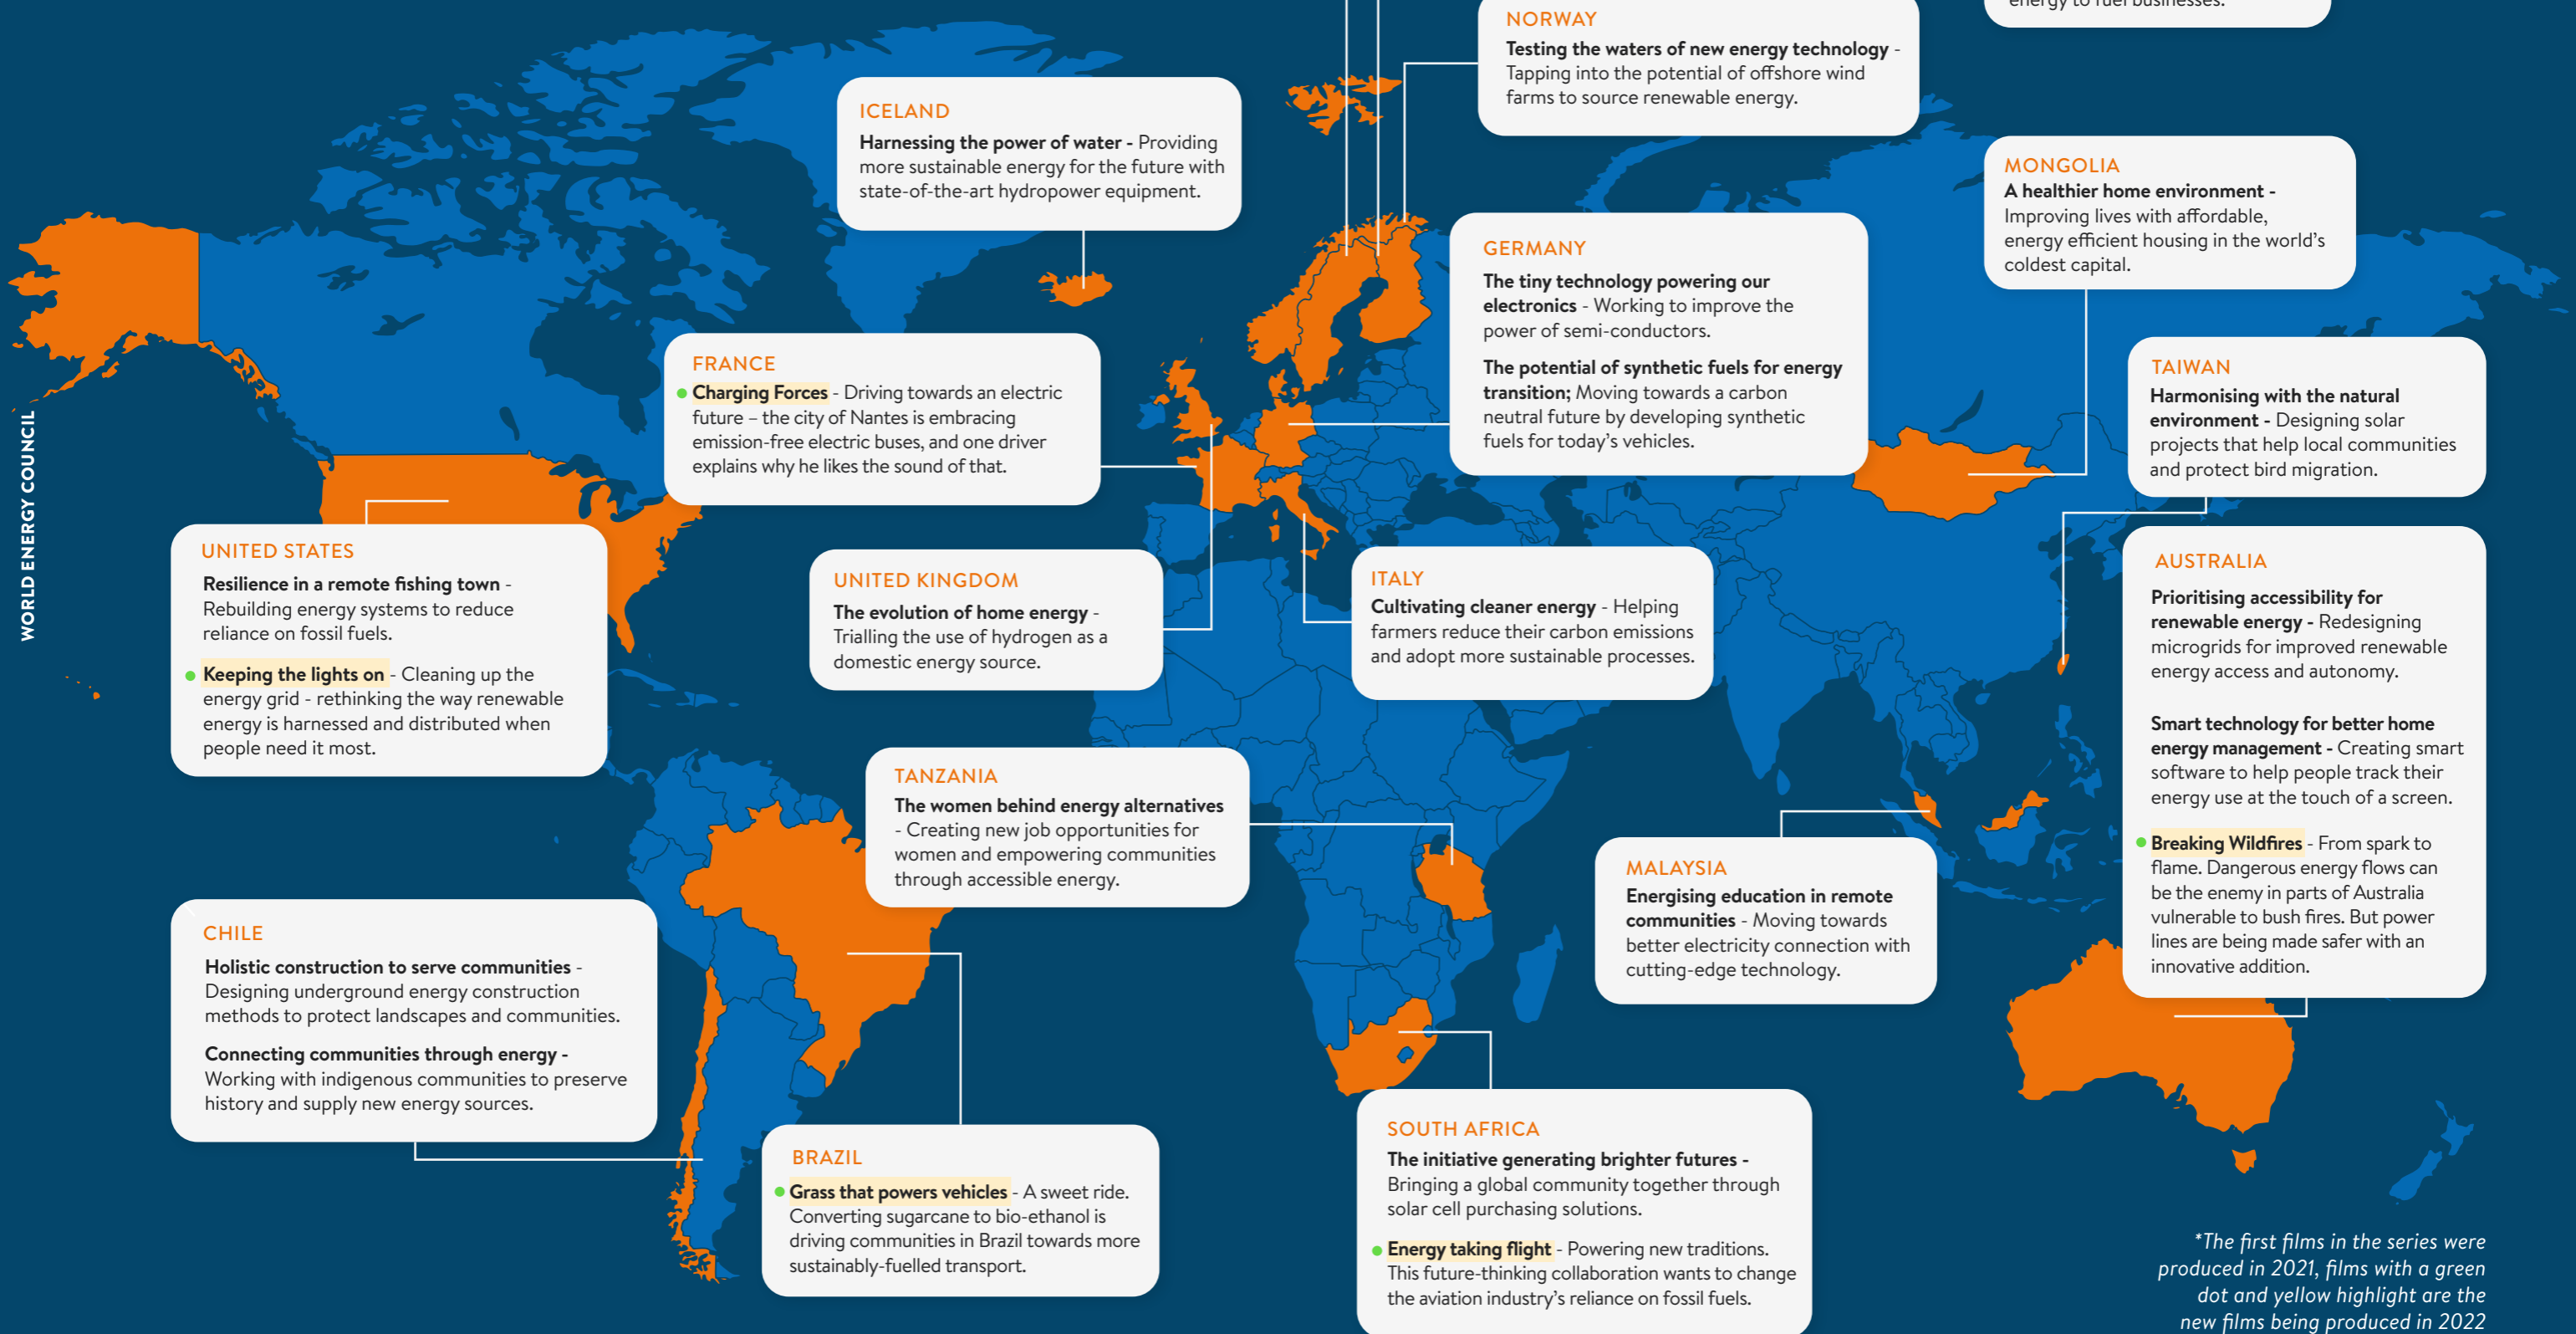 energy to fuel businesses.
NORWAY
Testing the waters of new energy technology -
Tapping into the potential of offshore wind
farms to source renewable energy.
ICELAND
Harnessing the power of water - Providing
more sustainable energy for the future with
state-of-the-art hydropower equipment.
MONGOLIA
A healthier home environment -
Improving lives with affordable,
energy efficient housing in the world's
coldest capital.
GERMANY
The tiny technology powering our
electronics - Working to improve the
power of semi-conductors.
The potential of synthetic fuels for energy
transition; Moving towards a carbon
neutral future by developing synthetic
fuels for today's vehicles.
FRANCE
Charging Forces - Driving towards an electric
future – the city of Nantes is embracing
emission-free electric buses, and one driver
explains why he likes the sound of that.
TAIWAN
Harmonising with the natural
environment - Designing solar
projects that help local communities
and protect bird migration.
WORLD ENERGY COUNCIL
UNITED STATES
Resilience in a remote fishing town -
Rebuilding energy systems to reduce
reliance on fossil fuels.
Keeping the lights on - Cleaning up the
energy grid - rethinking the way renewable
energy is harnessed and distributed when
people need it most.
UNITED KINGDOM
The evolution of home energy -
Trialling the use of hydrogen as a
domestic energy source.
ITALY
Cultivating cleaner energy - Helping
farmers reduce their carbon emissions
and adopt more sustainable processes.
AUSTRALIA
Prioritising accessibility for
renewable energy - Redesigning
microgrids for improved renewable
energy access and autonomy.
Smart technology for better home
energy management - Creating smart
software to help people track their
energy use at the touch of a screen.
Breaking Wildfires - From spark to
flame. Dangerous energy flows can
be the enemy in parts of Australia
vulnerable to bush fires. But power
lines are being made safer with an
innovative addition.
TANZANIA
The women behind energy alternatives
- Creating new job opportunities for
women and empowering communities
through accessible energy.
MALAYSIA
Energising education in remote
communities - Moving towards
better electricity connection with
cutting-edge technology.
CHILE
Holistic construction to serve communities -
Designing underground energy construction
methods to protect landscapes and communities.
Connecting communities through energy -
Working with indigenous communities to preserve
history and supply new energy sources.
BRAZIL
Grass that powers vehicles - A sweet ride.
Converting sugarcane to bio-ethanol is
driving communities in Brazil towards more
sustainably-fuelled transport.
SOUTH AFRICA
The initiative generating brighter futures -
Bringing a global community together through
solar cell purchasing solutions.
Energy taking flight - Powering new traditions.
This future-thinking collaboration wants to change
the aviation industry's reliance on fossil fuels.
*The first films in the series were
produced in 2021, films with a green
dot and yellow highlight are the
new films being produced in 2022